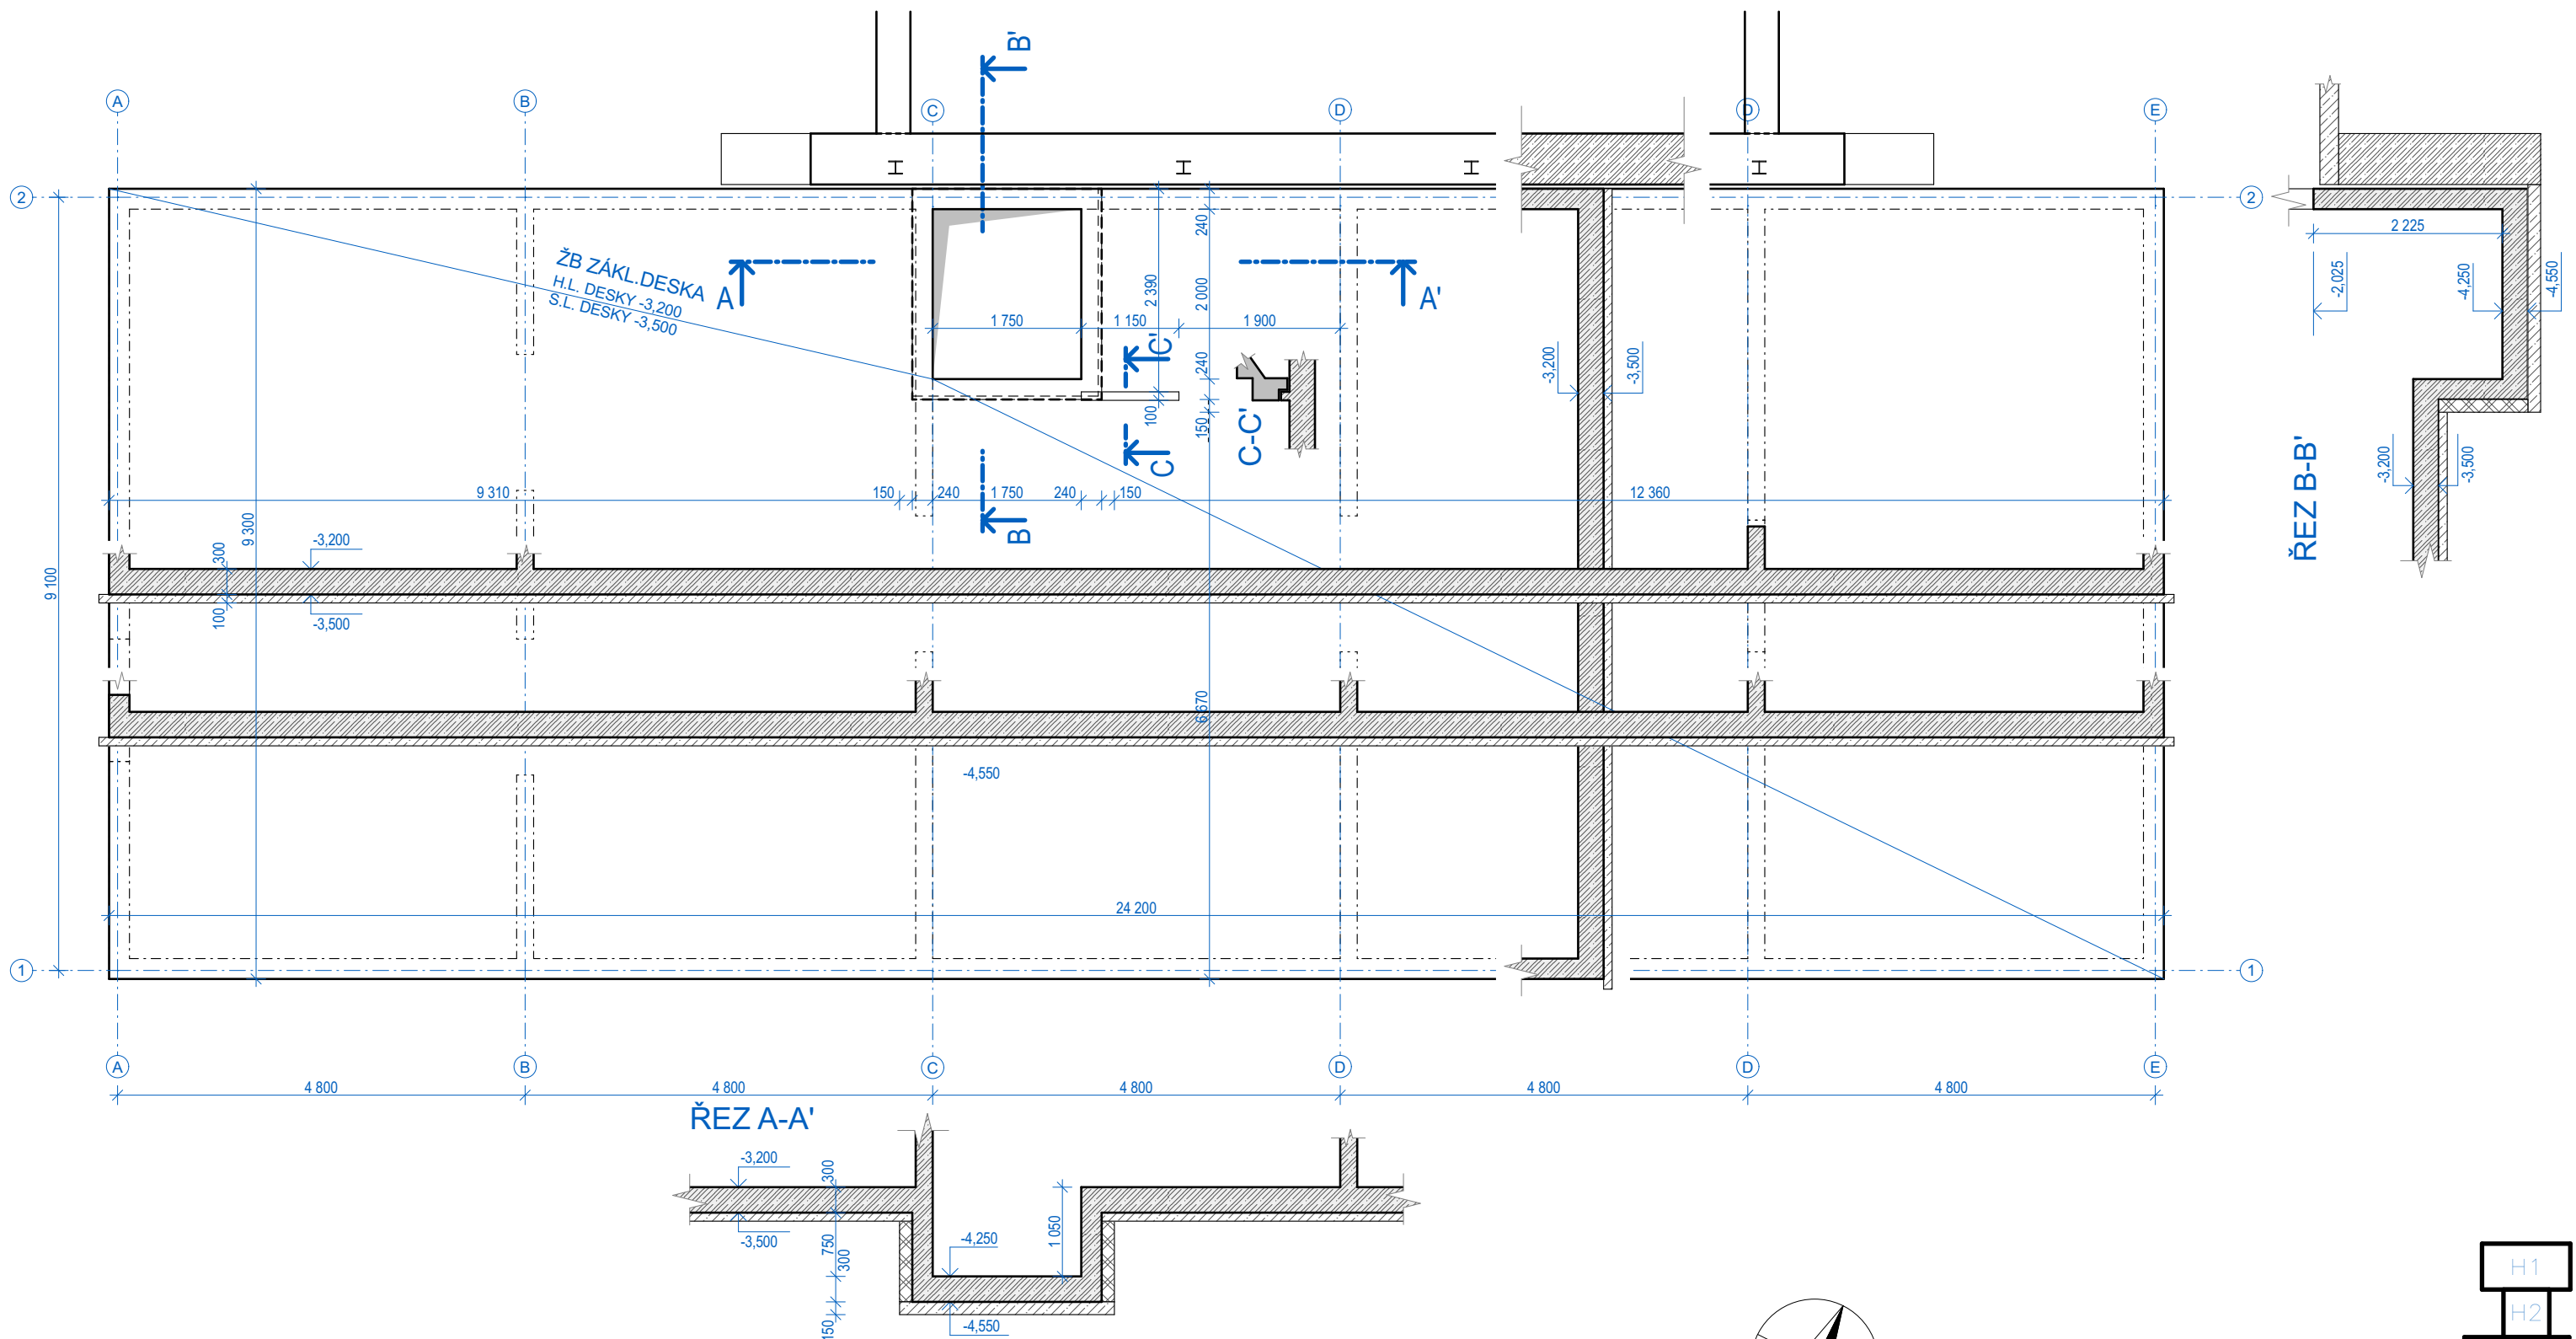 B'
A
B
C
D
D
E
2
2
H
H
H
H
ŽB ZÁKL.DESKA
H.L. DESKY -3,200
S.L. DESKY -3,500
A
A'
240
2 390
2 000
1 750
1 150
1 900
C'
240
100
150
C
C-C'
-3,200
-3,500
9 310
150
240
1 750
240
150
12 360
B
9 300
9 100
300
-3,200
100
-3,500
6 670
-4,550
24 200
1
1
A
B
C
D
D
E
4 800
4 800
4 800
4 800
4 800
2 225
-2,025
-4,250
-4,550
-3,200
-3,500
ŘEZ B-B'
ŘEZ A-A'
-3,200
300
-3,500
750
300
1 050
-4,250
150
-4,550
H1
H2